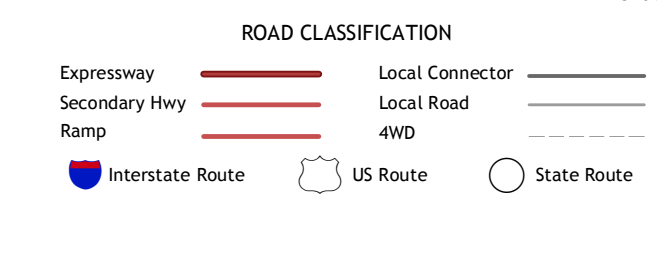 ROAD CLASSIFICATION
Expressway
Secondary Hwy
Ramp
Local Connector
Local Road
4WD
Interstate Route
US Route
State Route